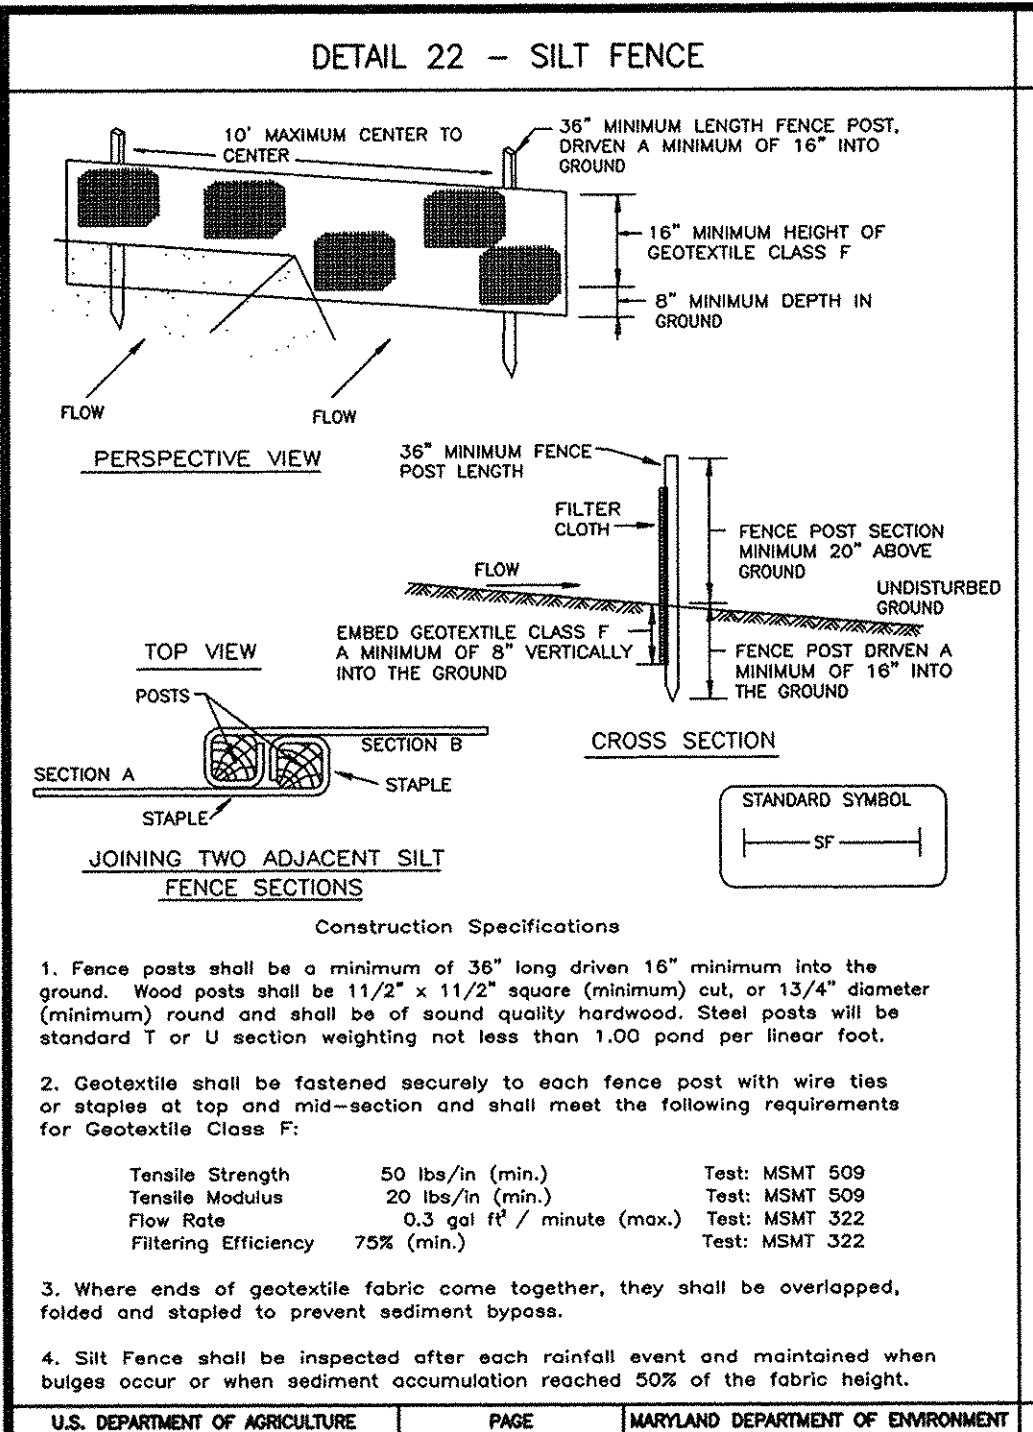 DETAIL 22 – SILT FENCE
10' MAXIMUM CENTER TO
CENTER
36" MINIMUM LENGTH FENCE POST,
DRIVEN A MINIMUM OF 16" INTO
GROUND
16" MINIMUM HEIGHT OF
GEOTEXTILE CLASS F
8" MINIMUM DEPTH IN
GROUND
FLOW
FLOW
PERSPECTIVE VIEW
36" MINIMUM FENCE
POST LENGTH
FILTER
CLOTH
FENCE POST SECTION
MINIMUM 20" ABOVE
GROUND
FLOW
UNDISTURBED
GROUND
EMBED GEOTEXTILE CLASS F
A MINIMUM OF 8" VERTICALLY
INTO THE GROUND
FENCE POST DRIVEN A
MINIMUM OF 16" INTO
THE GROUND
CROSS SECTION
TOP VIEW
POSTS
SECTION B
SECTION A
STAPLE
STAPLE
JOINING TWO ADJACENT SILT
FENCE SECTIONS
STANDARD SYMBOL
SF
Construction Specifications
1. Fence posts shall be a minimum of 36" long driven 16" minimum into the
ground. Wood posts shall be 11/2" x 11/2" square (minimum) cut, or 13/4" diameter
(minimum) round and shall be of sound quality hardwood. Steel posts will be
standard T or U section weighting not less than 1.00 pond per linear foot.
2. Geotextile shall be fastened securely to each fence post with wire ties
or staples at top and mid-section and shall meet the following requirements
for Geotextile Class F:
Tensile Strength 50 lbs/in (min.) Test: MSMT 509
Tensile Modulus 20 lbs/in (min.) Test: MSMT 509
Flow Rate 0.3 gal ft² / minute (max.) Test: MSMT 322
Filtering Efficiency 75% (min.) Test: MSMT 322
3. Where ends of geotextile fabric come together, they shall be overlapped,
folded and stapled to prevent sediment bypass.
4. Silt Fence shall be inspected after each rainfall event and maintained when
bulges occur or when sediment accumulation reached 50% of the fabric height.
U.S. DEPARTMENT OF AGRICULTURE PAGE MARYLAND DEPARTMENT OF ENVIRONMENT